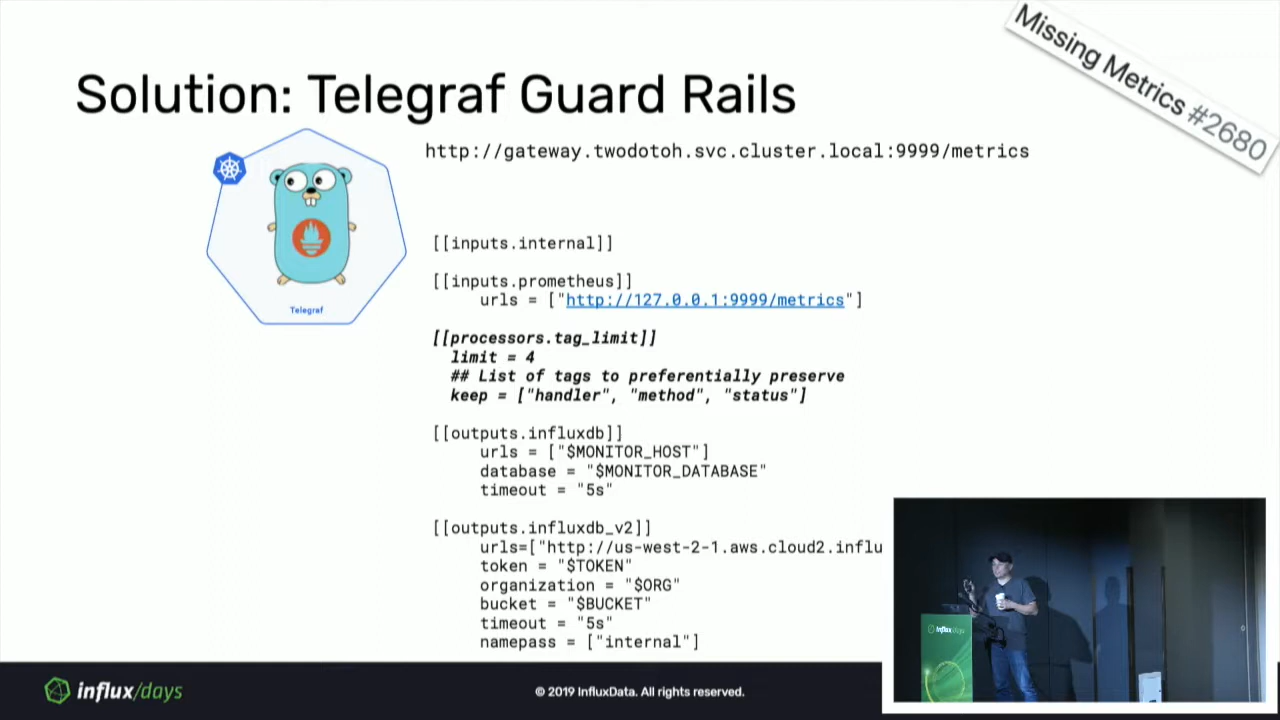 Missing Metrics #2680
Solution: Telegraf Guard Rails
http://gateway.twodotoh.svc.cluster.local:9999/metrics
Telegraf
[[inputs.internal]]
[[inputs.prometheus]]
urls = ["http://127.0.0.1:9999/metrics"]
[[processors.tag_limit]]
limit = 4
## List of tags to preferentially preserve
keep = ["handler", "method", "status"]
[[outputs.influxdb]]
urls = ["$MONITOR_HOST"]
database = "$MONITOR_DATABASE"
timeout = "5s"
[[outputs.influxdb_v2]]
urls=["http://us-west-2-1.aws.cloud2.influ
token = "$TOKEN"
organization = "$ORG"
bucket = "$BUCKET"
timeout = "5s"
namepass = ["internal"]
influx/days
influx/days
© 2019 InfluxData. All rights reserved.